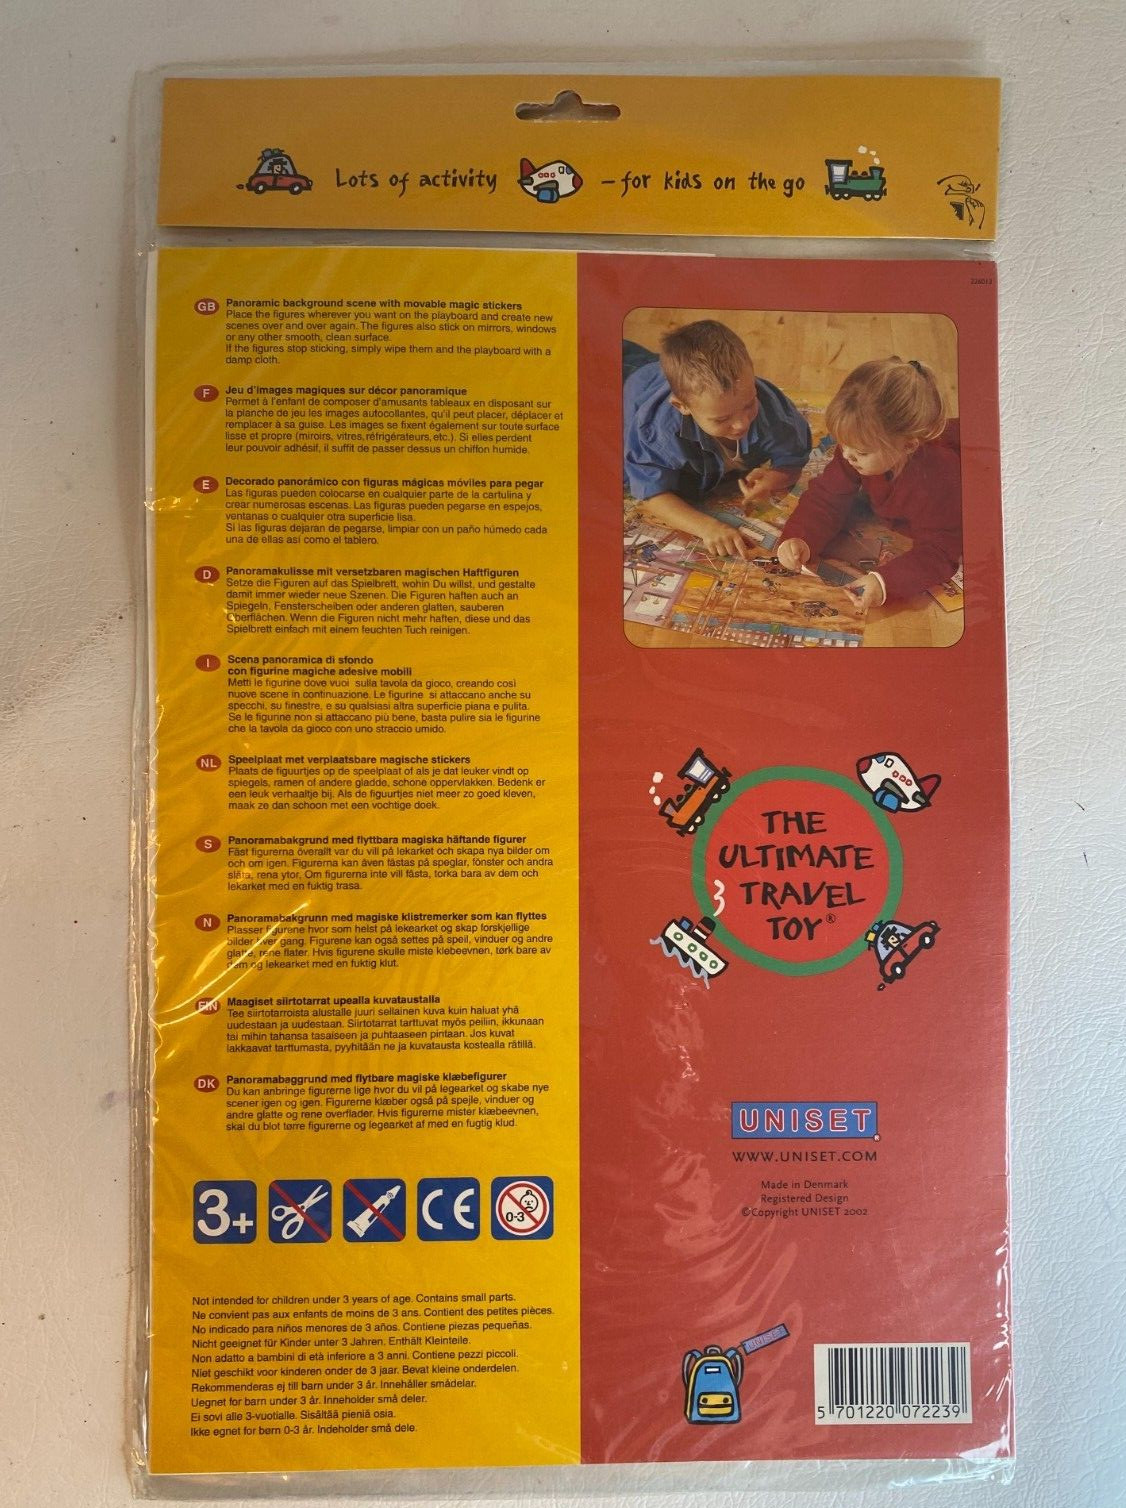 Lots of activity – for kids on the go
226013
GB Panoramic background scene with movable magic stickers
Place the figures wherever you want on the playboard and create new
scenes over and over again. The figures also stick on mirrors, windows
or any other smooth, clean surface.
If the figures stop sticking, simply wipe them and the playboard with a
damp cloth.
F Jeu d'images magiques sur décor panoramique
Permet à l'enfant de composer d'amusants tableaux en disposant sur
la planche de jeu les images autocollantes, qu'il peut placer, déplacer et
remplacer à sa guise. Les images se fixent également sur toute surface
lisse et propre (miroirs, vitres, réfrigérateurs, etc.). Si elles perdent
leur pouvoir adhésif, il suffit de passer dessus un chiffon humide.
E Decorado panorámico con figuras mágicas móviles para pegar
Las figuras pueden colocarse en cualquier parte de la cartulina y
crear numerosas escenas. Las figuras pueden pegarse en espejos,
ventanas o cualquier otra superficie lisa.
Si las figuras dejaran de pegarse, limpiar con un paño húmedo cada
una de ellas así como el tablero.
D Panoramakulisse mit versetzbaren magischen Haftfiguren
Setze die Figuren auf das Spielbrett, wohin Du willst, und gestalte
damit immer wieder neue Szenen. Die Figuren haften auch an
Spiegeln, Fensterscheiben oder anderen glatten, sauberen
Oberflächen. Wenn die Figuren nicht mehr haften, diese und das
Spielbrett einfach mit einem feuchten Tuch reinigen.
I Scena panoramica di sfondo
con figurine magiche adesive mobili
Metti le figurine dove vuoi sulla tavola da gioco, creando così
nuove scene in continuazione. Le figurine si attaccano anche su
specchi, su finestre, e su qualsiasi altra superficie piana e pulita.
Se le figurine non si attaccano più bene, basta pulire sia le figurine
che la tavola da gioco con uno straccio umido.
NL Speelplaat met verplaatsbare magische stickers
Plaats de figuurtjes op de speelplaat of als je dat leuker vindt op
spiegels, ramen of andere gladde, schone oppervlakken. Bedenk er
een leuk verhaaltje bij. Als de figuurtjes niet meer zo goed kleven,
maak ze dan schoon met een vochtige doek.
S Panoramabakgrund med flyttbara magiska häftande figurer
Fäst figurerna överallt var du vill på lekarket och skapa nya bilder om
och om igen. Figurerna kan även fästas på speglar, fönster och andra
släta, rena ytor. Om figurerna inte vill fästa, torka bara av dem och
lekarket med en fuktig trasa.
N Panoramabakgrunn med magiske klistremerker som kan flyttes
Plasser figurene hvor som helst på lekearket og skap forskjellige
bilder hver gang. Figurene kan også settes på speil, vinduer og andre
glatte, rene flater. Hvis figurene skulle miste klebeevnen, tørk bare av
dem og lekearket med en fuktig klut.
FIN Maagiset siirtotarrat upealla kuvataustalla
Tee siirtotarroista alustalle juuri sellainen kuva kuin haluat yhä
uudestaan ja uudestaan. Siirtotarrat tarttuvat myös peiliin, ikkunaan
tai mihin tahansa tasaiseen ja puhtaaseen pintaan. Jos kuvat
lakkaavat tarttumasta, pyyhitään ne ja kuvatausta kostealla rätillä.
DK Panoramabaggrund med flytbare magiske klæbefigurer
Du kan anbringe figurerne lige hvor du vil på legearket og skabe nye
scener igen og igen. Figurerne klæber også på spejle, vinduer og
andre glatte og rene overflader. Hvis figurerne mister klæbeevnen,
skal du blot tørre figurerne og legearket af med en fugtig klud.
3+ CE 0-3
Not intended for children under 3 years of age. Contains small parts.
Ne convient pas aux enfants de moins de 3 ans. Contient des petites pièces.
No indicado para niños menores de 3 años. Contiene piezas pequeñas.
Nicht geeignet für Kinder unter 3 Jahren. Enthält Kleinteile.
Non adatto a bambini di età inferiore a 3 anni. Contiene pezzi piccoli.
Niet geschikt voor kinderen onder de 3 jaar. Bevat kleine onderdelen.
Rekommenderas ej till barn under 3 år. Innehåller smådelar.
Uegnet for barn under 3 år. Inneholder små deler.
Ei sovi alle 3-vuotialle. Sisältää pieniä osia.
Ikke egnet for børn 0-3 år. Indeholder små dele.
THE
ULTIMATE
TRAVEL
TOY®
UNISET®
WWW.UNISET.COM
Made in Denmark
Registered Design
©Copyright UNISET 2002
UNISET
5 701220 072239